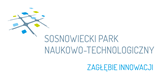 SOSNOWIECKI PARK
NAUKOWO-TECHNOLOGICZNY
ZAGŁĘBIE INNOWACJI